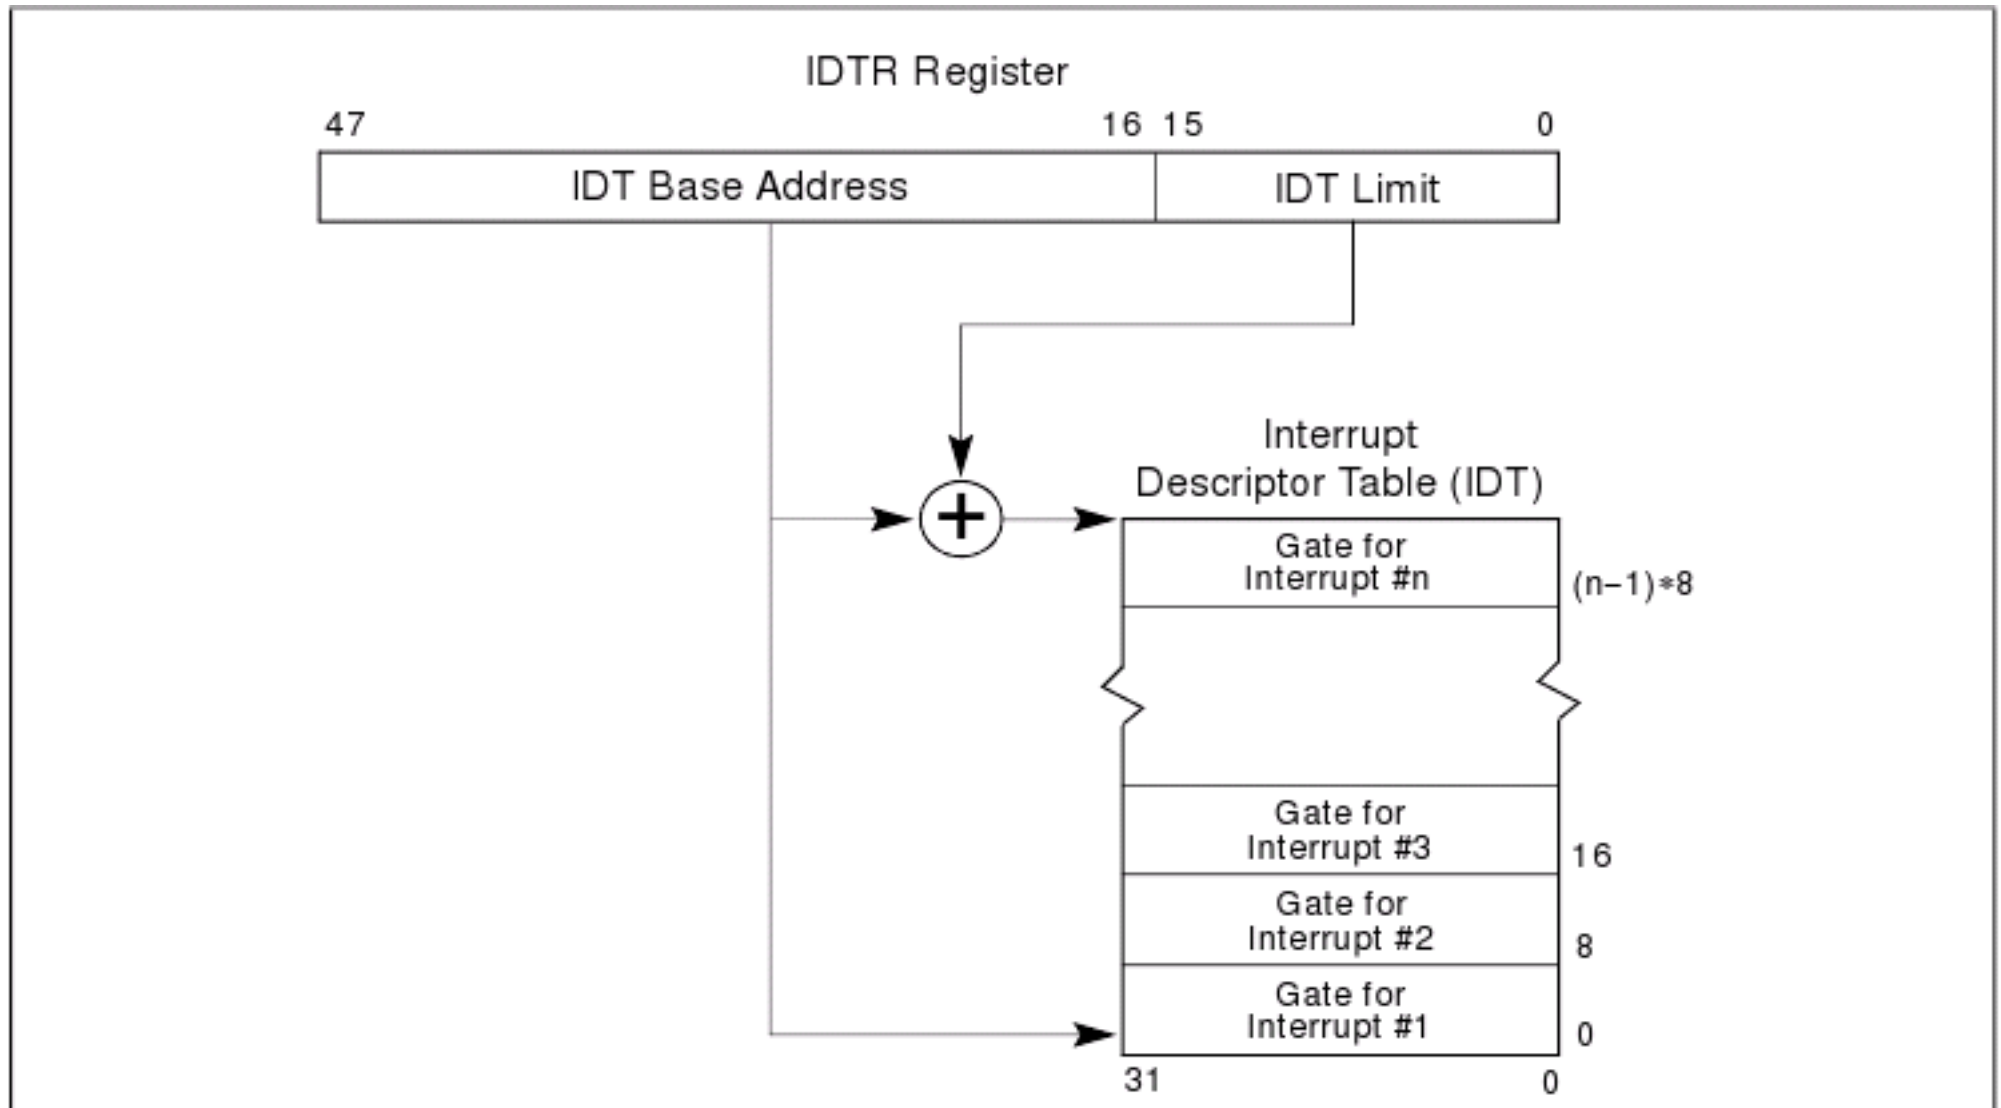 IDTR Register
47 16 15 0
IDT Base Address IDT Limit
Interrupt
Descriptor Table (IDT)
Gate for
Interrupt #n
(n−1)*8
Gate for
Interrupt #3
16
Gate for
Interrupt #2
8
Gate for
Interrupt #1
0
31 0